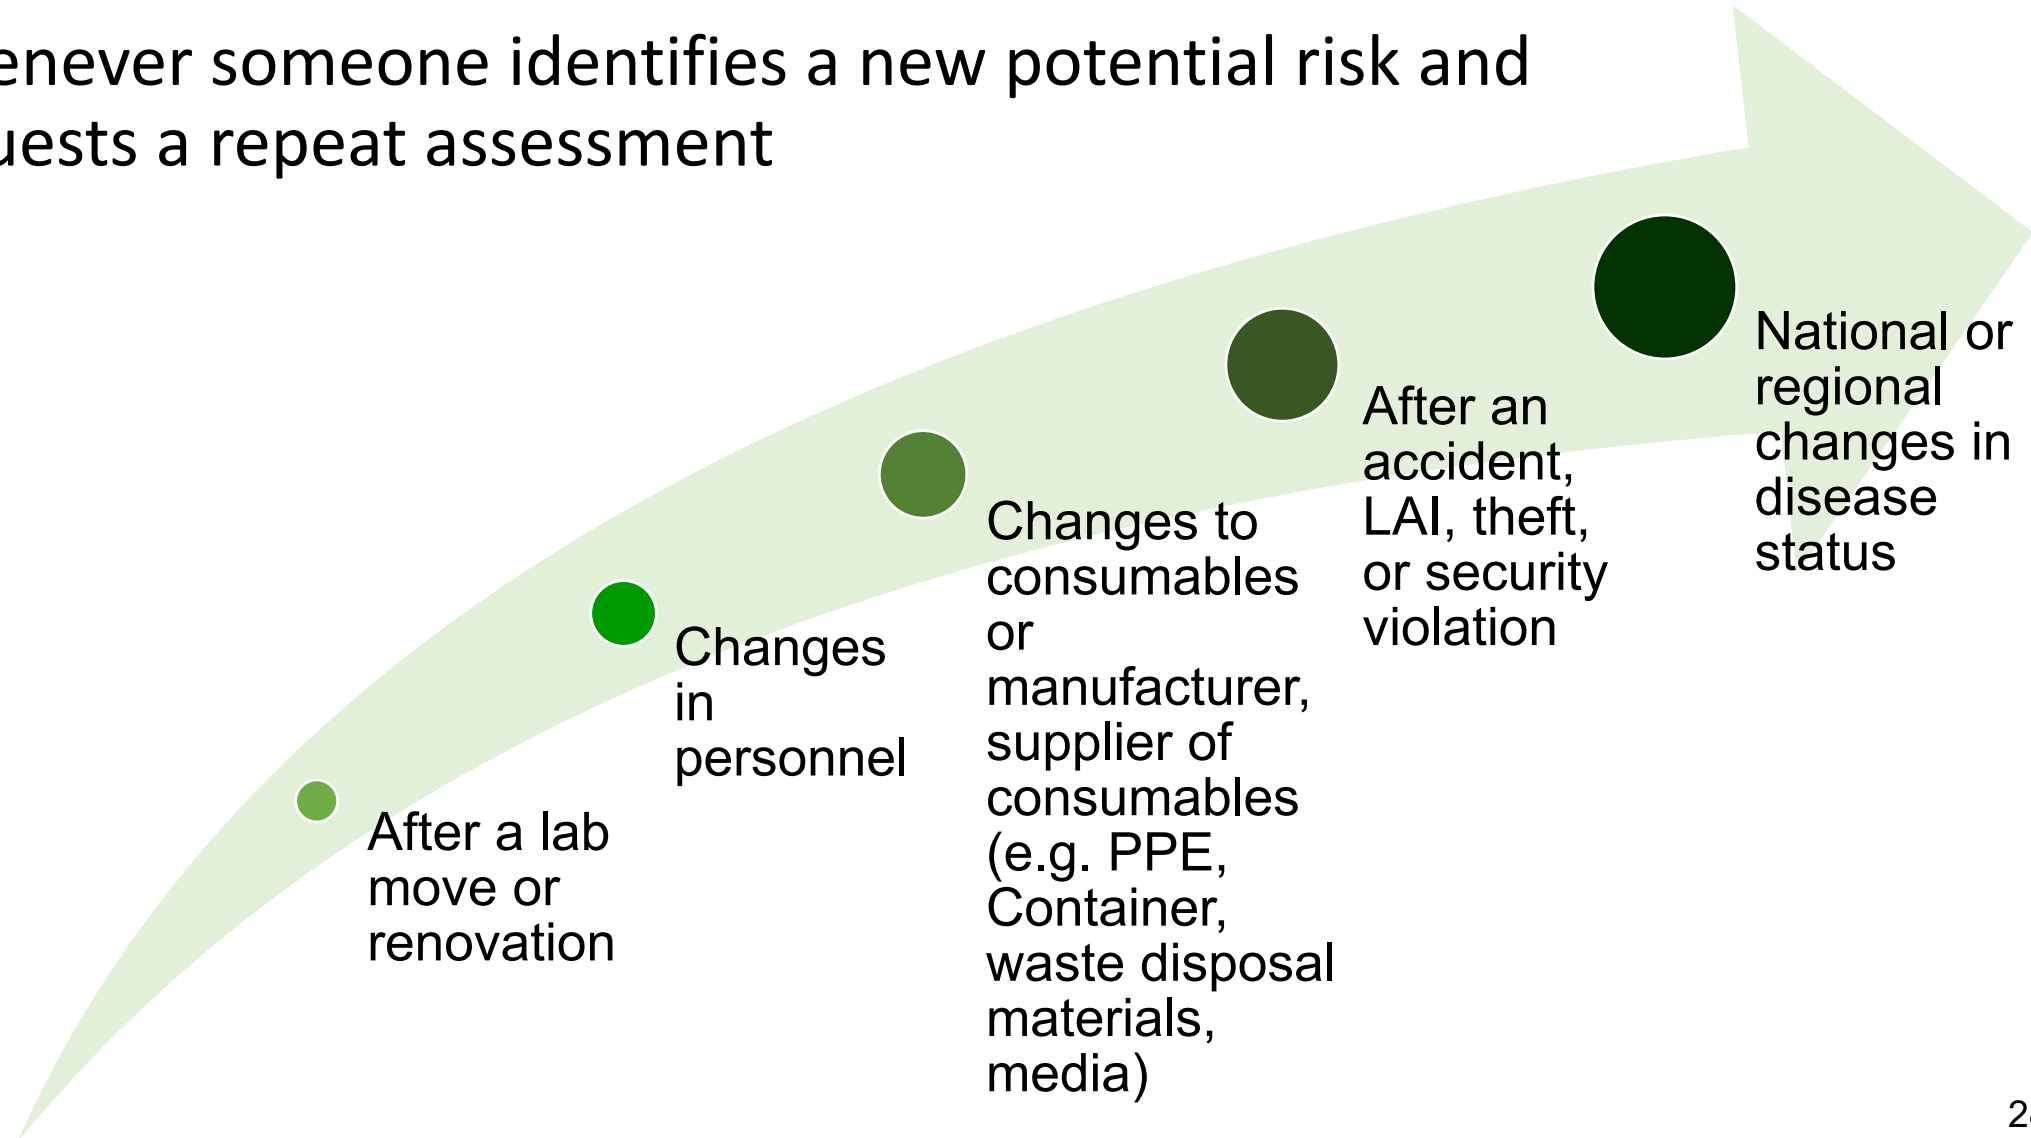 enever someone identifies a new potential risk and
uests a repeat assessment
After a lab
move or
renovation
Changes
in
personnel
Changes to
consumables
or
manufacturer,
supplier of
consumables
(e.g. PPE,
Container,
waste disposal
materials,
media)
After an
accident,
LAI, theft,
or security
violation
National or
regional
changes in
disease
status
2